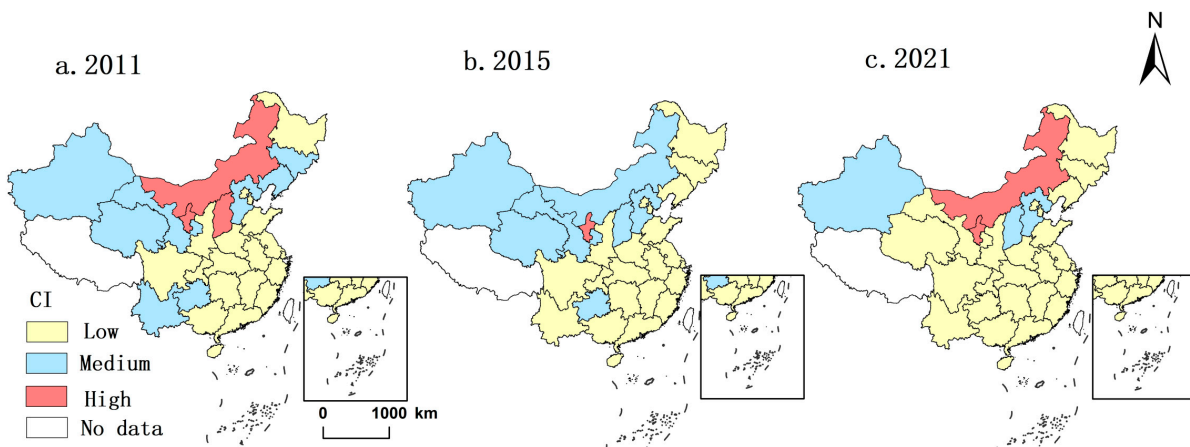 a. 2011
b. 2015
c. 2021
N
CI
Low
Medium
High
No data
0 1000 km